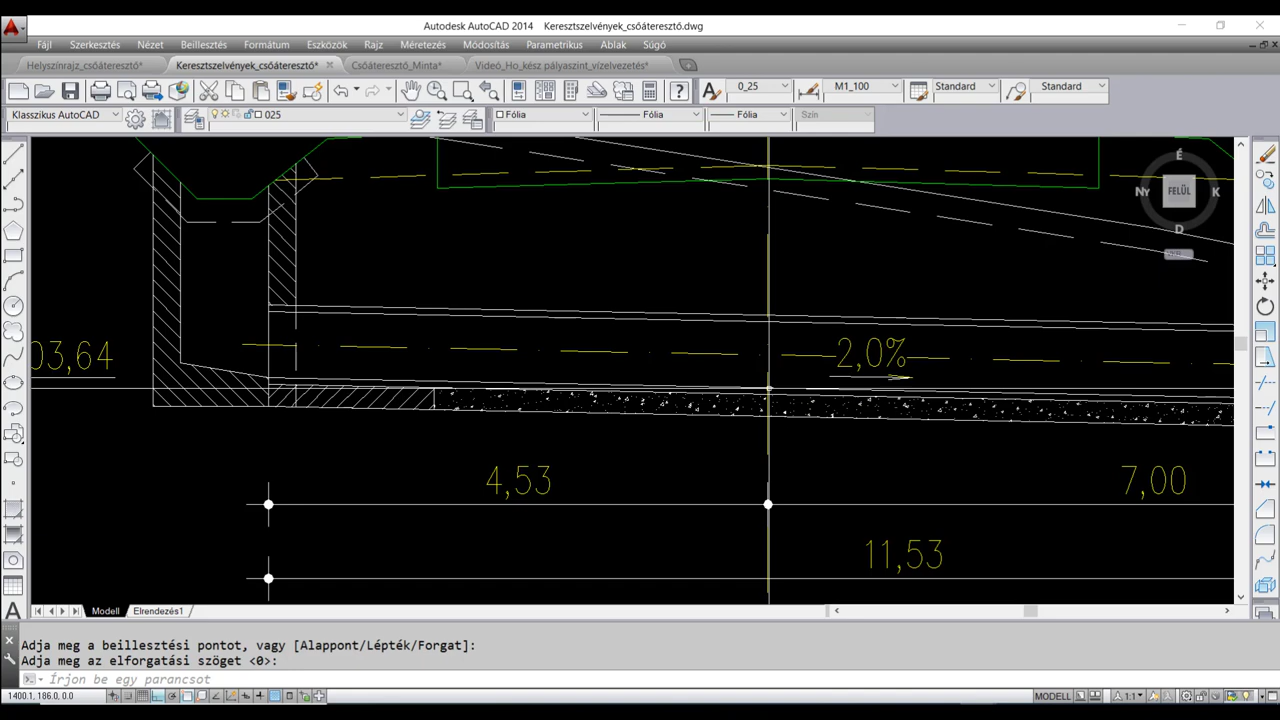 Autodesk AutoCAD 2014 Keresztszelvények_csőáteresztő.dwg
Fájl Szerkesztés Nézet Beillesztés Formátum Eszközök Rajz Méretezés Módosítás Parametrikus Ablak Súgó
Helyszínrajz_csőáteresztő* Keresztszelvények_csőáteresztő* Csőáteresztő_Minta* Videó_Ho_kész pályaszint_vízelvezetés*
0_25 M1_100 Standard Standard
Klasszikus AutoCAD 025 Fólia Fólia Fólia Szín
É
NY FELÜL K
D
03,64
2,0%
4,53
7,00
11,53
Modell Elrendezés1
Adja meg a beillesztési pontot, vagy [Alappont/Lépték/Forgat]:
Adja meg az elforgatási szöget <0>:
Írjon be egy parancsot
1400.1, 186.0, 0.0 MODELL 1:1